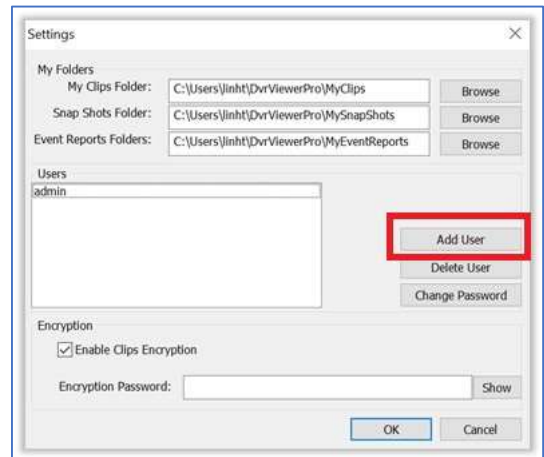 Settings
My Folders
My Clips Folder: C:\Users\linht\DvrViewerPro\MyClips Browse
Snap Shots Folder: C:\Users\linht\DvrViewerPro\MySnapShots Browse
Event Reports Folders: C:\Users\linht\DvrViewerPro\MyEventReports Browse
Users
admin
Add User
Delete User
Change Password
Encryption
Enable Clips Encryption
Encryption Password: Show
OK Cancel